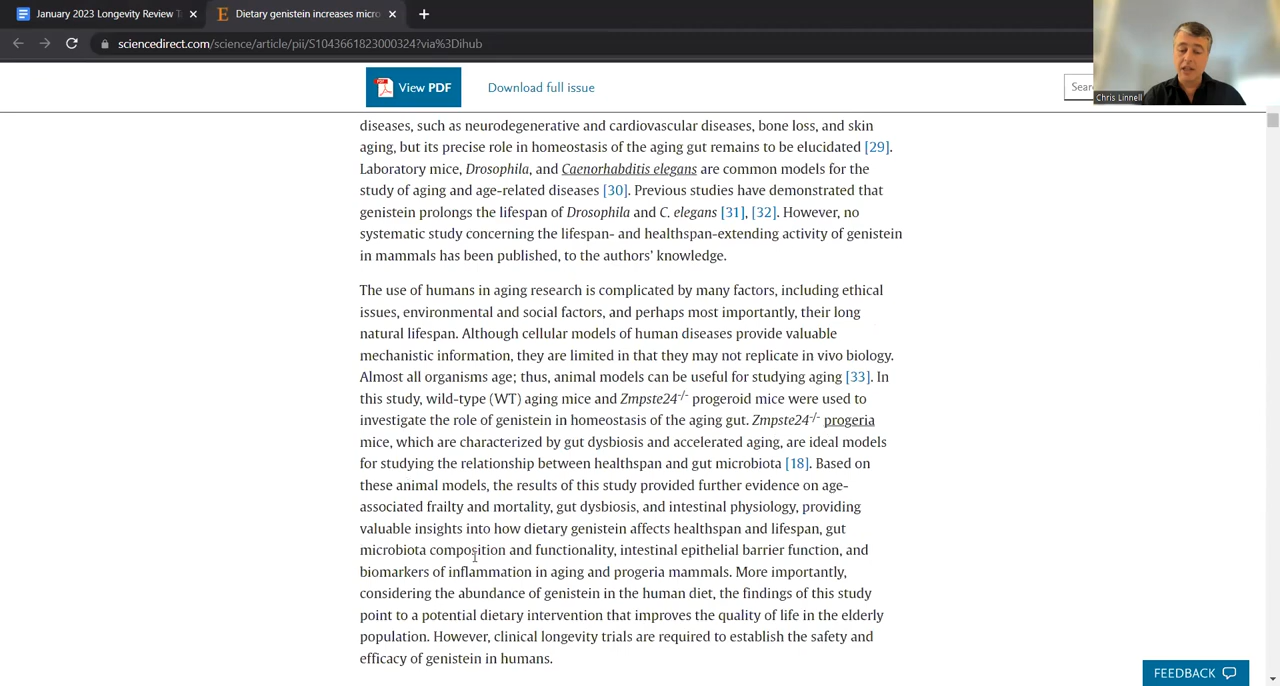 January 2023 Longevity Review T
Dietary genistein increases micro
sciencedirect.com/science/article/pii/S1043661823000324?via%3Dihub
View PDF
Download full issue
Sear
Chris Linnell
diseases, such as neurodegenerative and cardiovascular diseases, bone loss, and skin
aging, but its precise role in homeostasis of the aging gut remains to be elucidated [29].
Laboratory mice, Drosophila, and Caenorhabditis elegans are common models for the
study of aging and age-related diseases [30]. Previous studies have demonstrated that
genistein prolongs the lifespan of Drosophila and C. elegans [31], [32]. However, no
systematic study concerning the lifespan- and healthspan-extending activity of genistein
in mammals has been published, to the authors’ knowledge.
The use of humans in aging research is complicated by many factors, including ethical
issues, environmental and social factors, and perhaps most importantly, their long
natural lifespan. Although cellular models of human diseases provide valuable
mechanistic information, they are limited in that they may not replicate in vivo biology.
Almost all organisms age; thus, animal models can be useful for studying aging [33]. In
this study, wild-type (WT) aging mice and Zmpste24-/- progeroid mice were used to
investigate the role of genistein in homeostasis of the aging gut. Zmpste24-/- progeria
mice, which are characterized by gut dysbiosis and accelerated aging, are ideal models
for studying the relationship between healthspan and gut microbiota [18]. Based on
these animal models, the results of this study provided further evidence on age-
associated frailty and mortality, gut dysbiosis, and intestinal physiology, providing
valuable insights into how dietary genistein affects healthspan and lifespan, gut
microbiota composition and functionality, intestinal epithelial barrier function, and
biomarkers of inflammation in aging and progeria mammals. More importantly,
considering the abundance of genistein in the human diet, the findings of this study
point to a potential dietary intervention that improves the quality of life in the elderly
population. However, clinical longevity trials are required to establish the safety and
efficacy of genistein in humans.
FEEDBACK